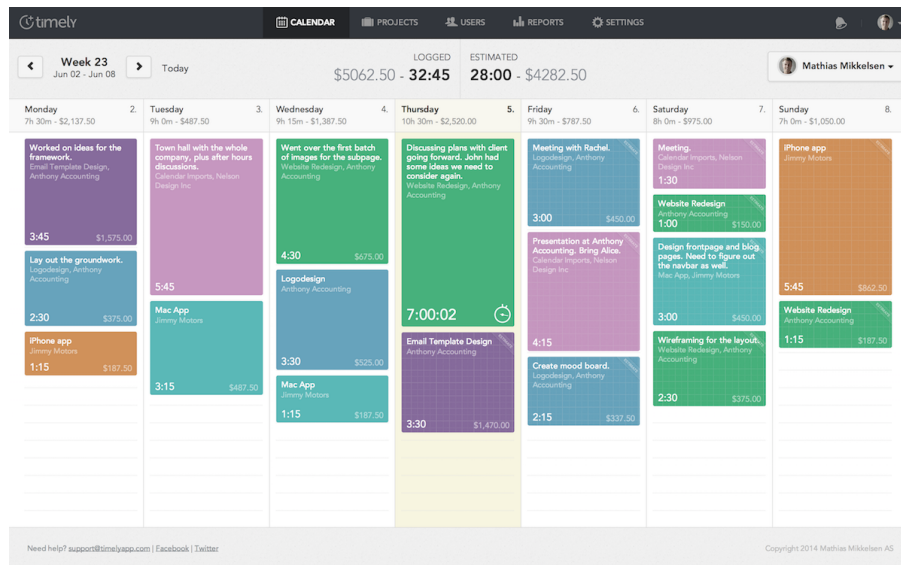 timely
CALENDAR
PROJECTS
USERS
REPORTS
SETTINGS
Week 23
Jun 02 - Jun 08
Today
LOGGED
$5062.50 - 32:45
ESTIMATED
28:00 - $4282.50
Mathias Mikkelsen
Monday 2.
7h 30m - $2,137.50
Worked on ideas for the
framework.
Email Template Design,
Anthony Accounting
3:45 $1,575.00
Lay out the groundwork.
Logodesign, Anthony
Accounting
2:30 $375.00
iPhone app
Jimmy Motors
1:15 $187.50
Tuesday 3.
9h 0m - $487.50
Town hall with the whole
company, plus after hours
discussions.
Calendar Imports, Nelson
Design Inc
5:45
Mac App
Jimmy Motors
3:15 $487.50
Wednesday 4.
9h 15m - $1,387.50
Went over the first batch
of images for the subpage.
Website Redesign, Anthony
Accounting
4:30 $675.00
Logodesign
Anthony Accounting
3:30 $525.00
Mac App
Jimmy Motors
1:15 $187.50
Thursday 5.
10h 30m - $2,520.00
Discussing plans with client
going forward. John had
some ideas we need to
consider again.
Website Redesign, Anthony
Accounting
7:00:02
Email Template Design
Anthony Accounting
3:30 $1,470.00
Friday 6.
9h 30m - $787.50
Meeting with Rachel.
Logodesign, Anthony
Accounting
3:00 $450.00
Presentation at Anthony
Accounting. Bring Alice.
Calendar Imports, Nelson
Design Inc
4:15
Create mood board.
Logodesign, Anthony
Accounting
2:15 $337.50
Saturday 7.
8h 0m - $975.00
Meeting.
Calendar Imports, Nelson
Design Inc
1:30
Website Redesign
Anthony Accounting
1:00 $150.00
Design frontpage and blog
pages. Need to figure out
the navbar as well.
Mac App, Jimmy Motors
3:00 $450.00
Wireframing for the layout.
Website Redesign, Anthony
Accounting
2:30 $375.00
Sunday 8.
7h 0m - $1,050.00
iPhone app
Jimmy Motors
5:45 $862.50
Website Redesign
Anthony Accounting
1:15 $187.50
Need help? support@timelyapp.com | Facebook | Twitter
Copyright 2014 Mathias Mikkelsen AS